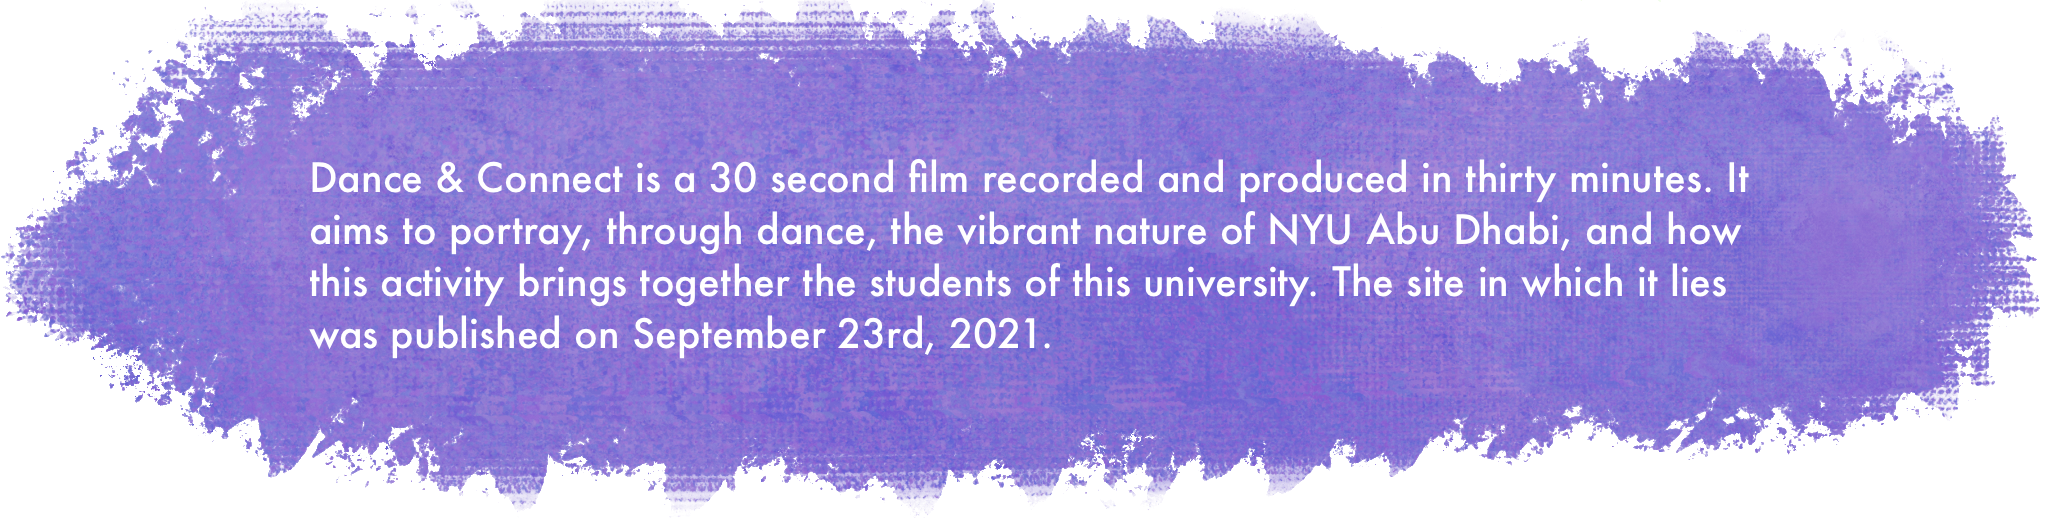 Dance & Connect is a 30 second film recorded and produced in thirty minutes. It
aims to portray, through dance, the vibrant nature of NYU Abu Dhabi, and how
this activity brings together the students of this university. The site in which it lies
was published on September 23rd, 2021.